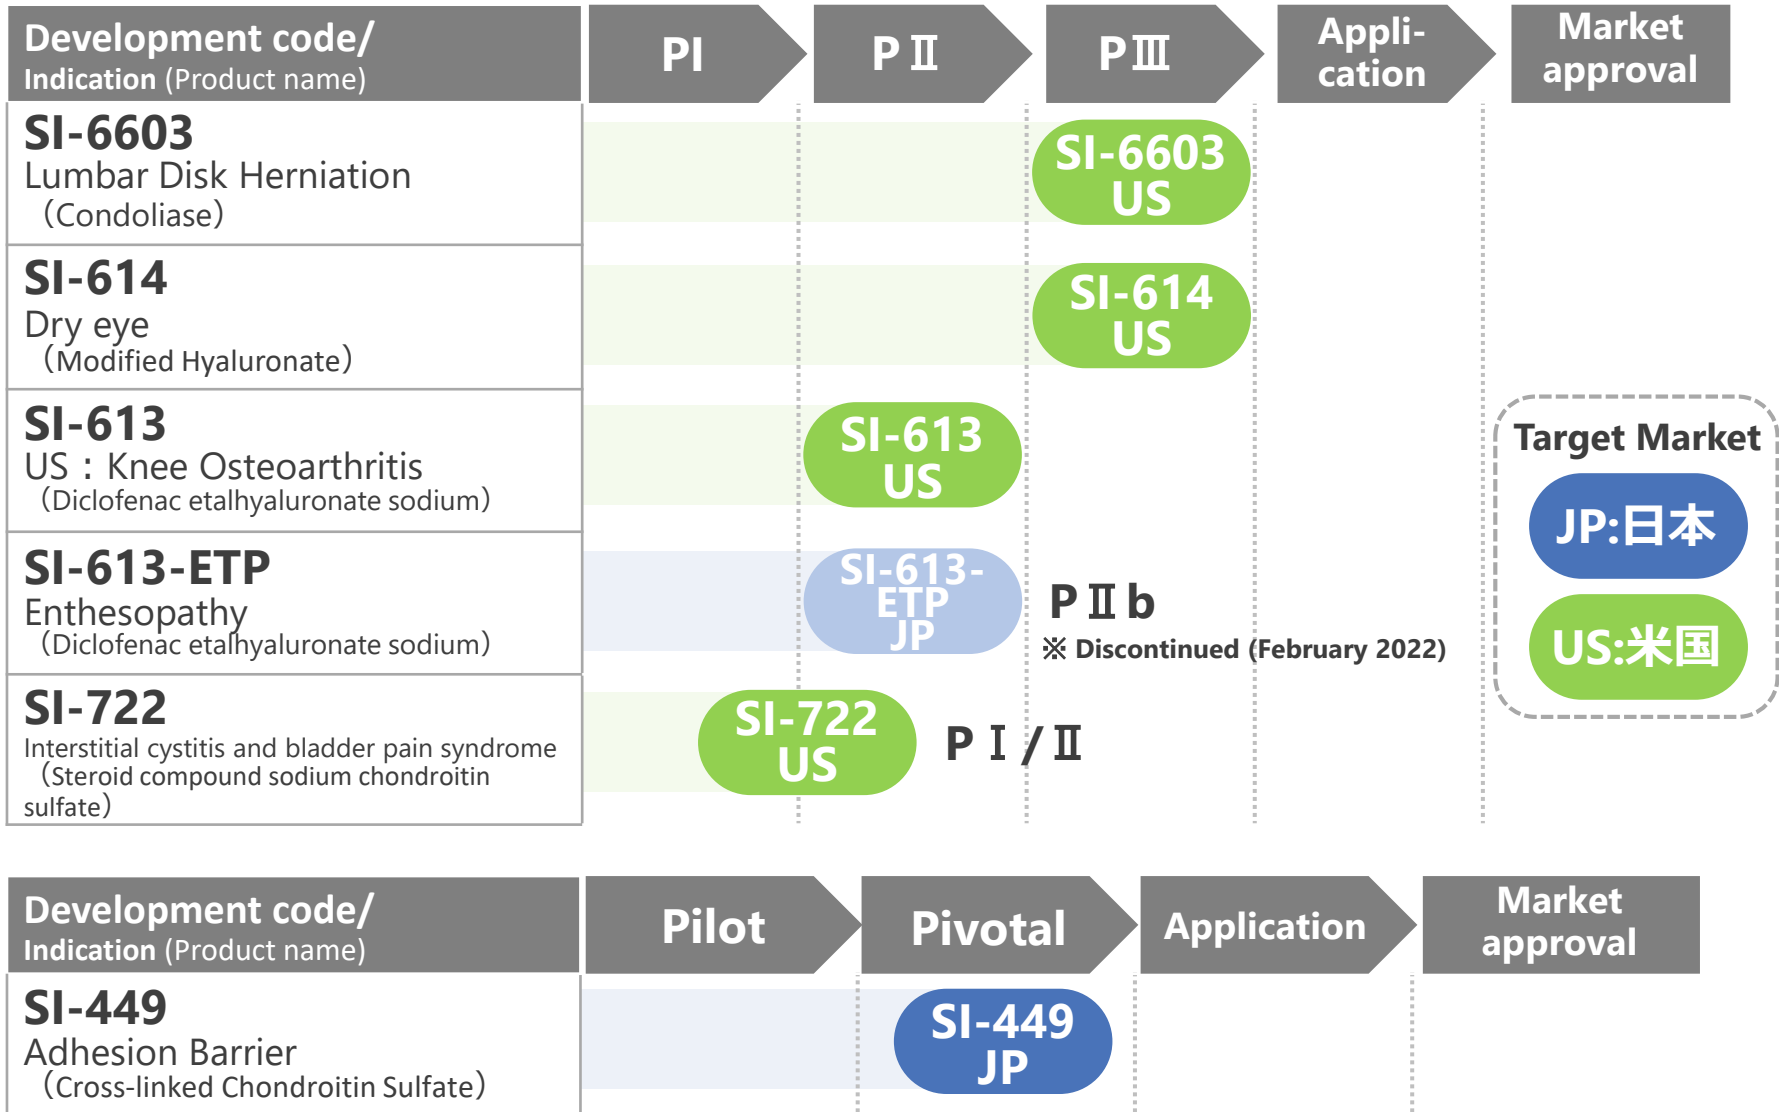 Development code/
Indication (Product name)
PI
PⅡ
PⅢ
Appli-
cation
Market
approval
SI-6603
Lumbar Disk Herniation
（Condoliase）
SI-6603
US
SI-614
Dry eye
（Modified Hyaluronate）
SI-614
US
SI-613
US：Knee Osteoarthritis
（Diclofenac etalhyaluronate sodium）
SI-613
US
SI-613-ETP
Enthesopathy
（Diclofenac etalhyaluronate sodium）
SI-613-
ETP
JP
PⅡb
※ Discontinued (February 2022)
SI-722
Interstitial cystitis and bladder pain syndrome
（Steroid compound sodium chondroitin
sulfate）
SI-722
US
PⅠ/Ⅱ
Target Market
JP:日本
US:米国
Development code/
Indication (Product name)
Pilot
Pivotal
Application
Market
approval
SI-449
Adhesion Barrier
（Cross-linked Chondroitin Sulfate）
SI-449
JP